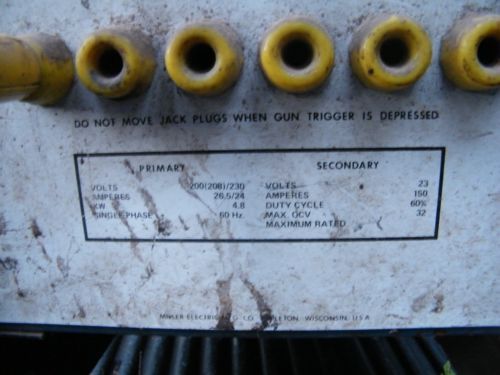 DO NOT MOVE JACK PLUGS WHEN GUN TRIGGER IS DEPRESSED
PRIMARY SECONDARY
VOLTS 200(208)/230 VOLTS 23
AMPERES 26.5/24 AMPERES 150
KW 4.8 DUTY CYCLE 60%
SINGLE PHASE 60 Hz. MAX. OCV 32
MAXIMUM RATED
MILLER ELECTRIC MFG. CO. APPLETON, WISCONSIN, U.S.A.